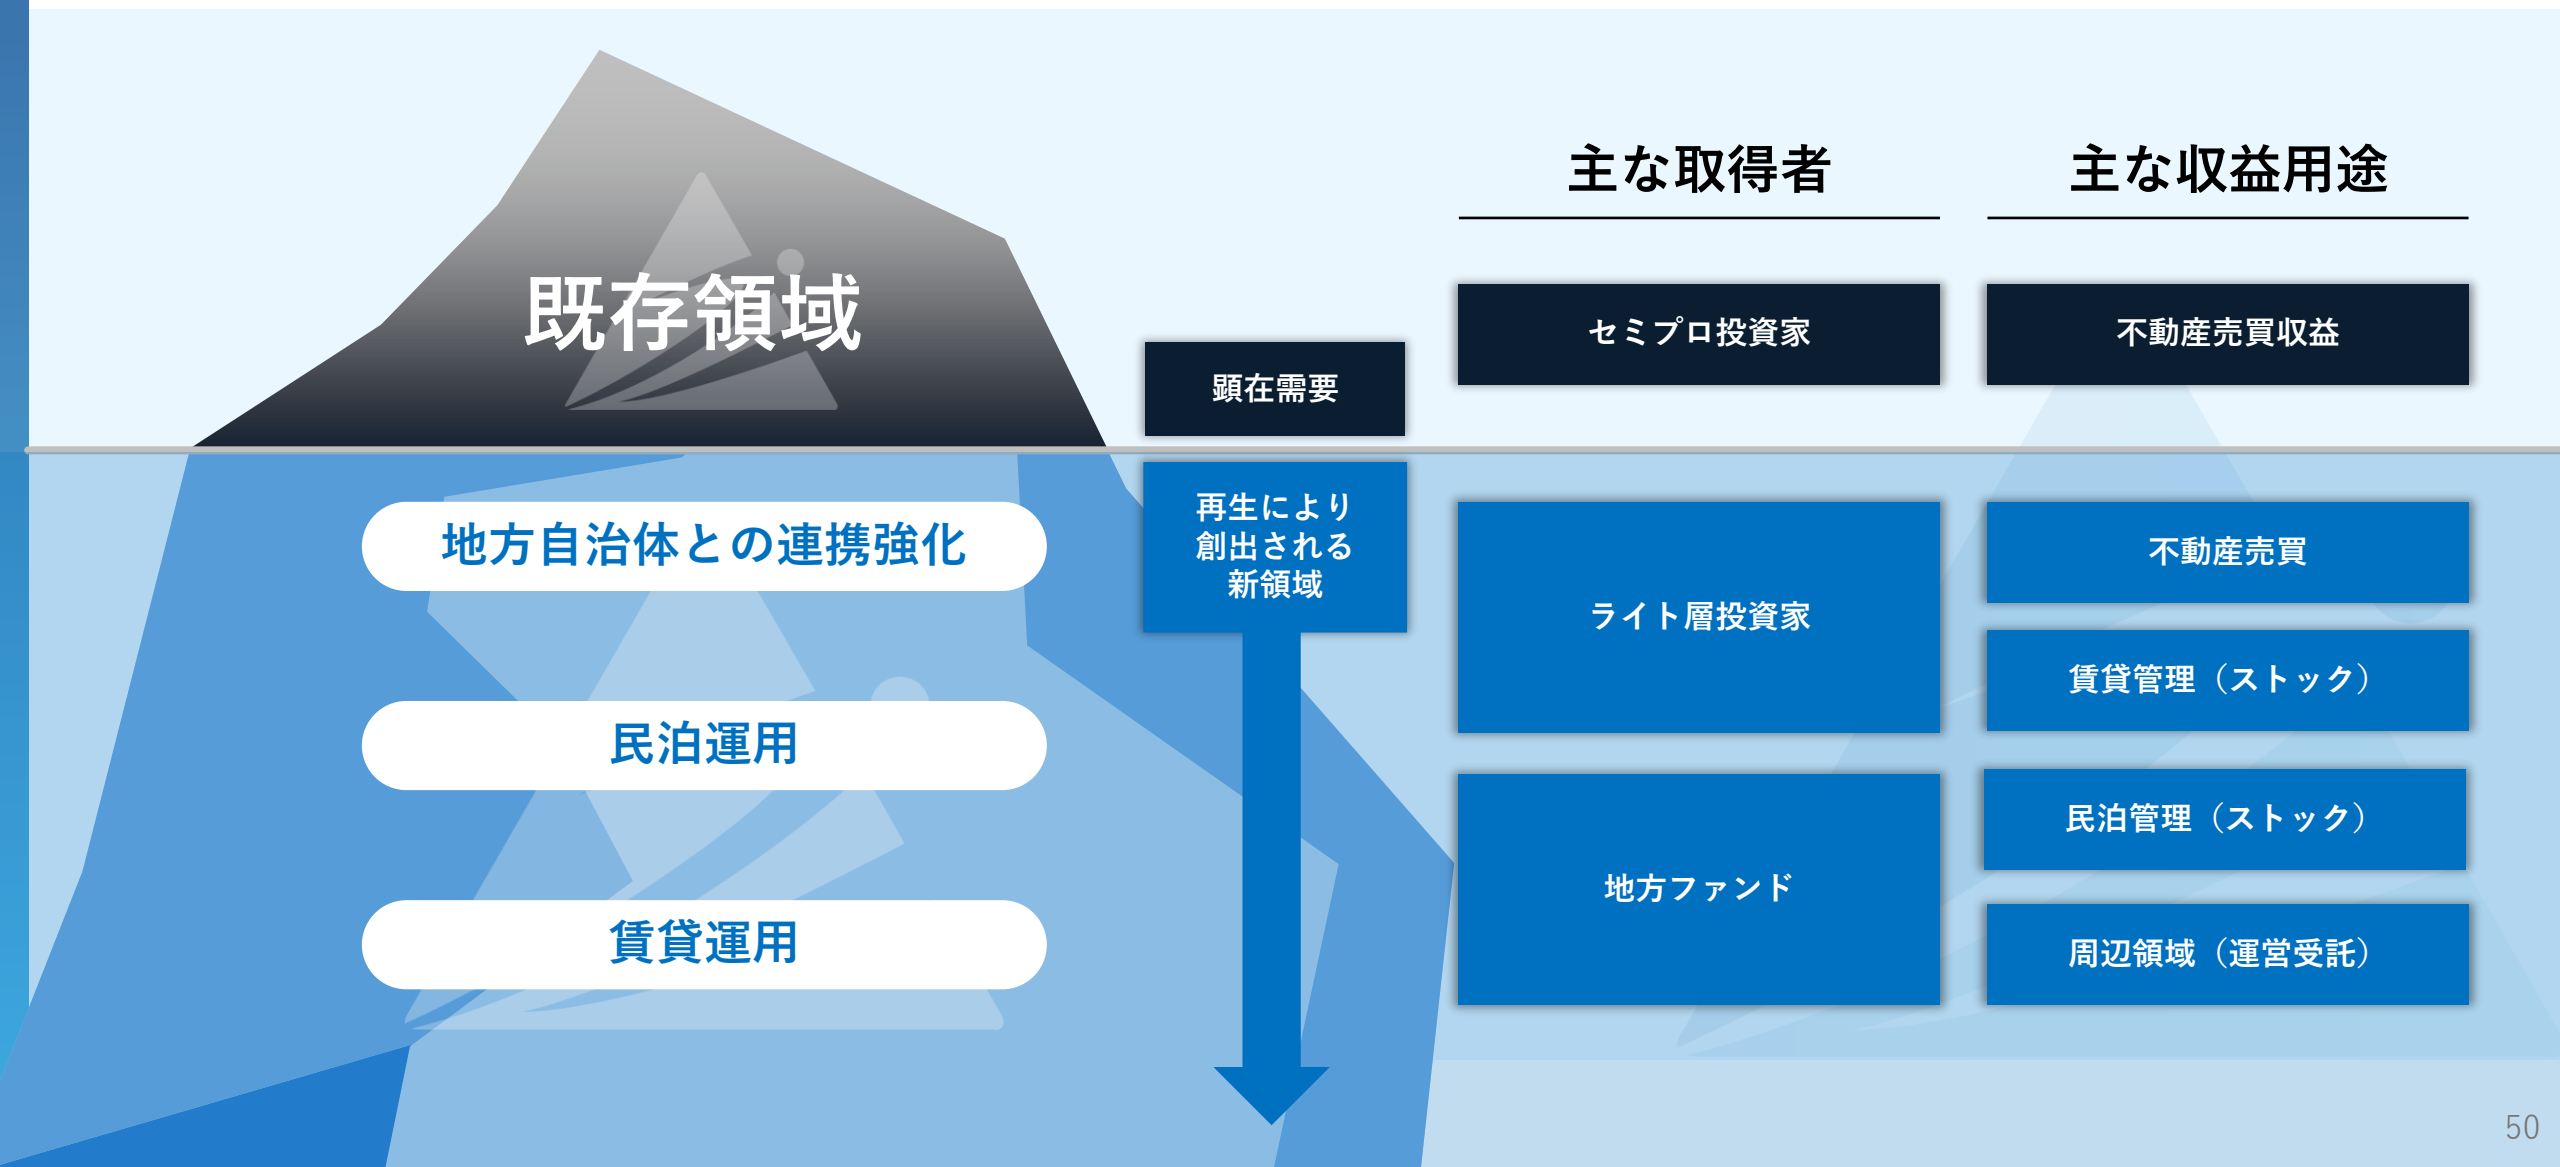 既存領域
地方自治体との連携強化
民泊運用
賃貸運用
顕在需要
再生により
創出される
新領域
主な取得者
セミプロ投資家
ライト層投資家
地方ファンド
主な収益用途
不動産売買収益
不動産売買
賃貸管理（ストック）
民泊管理（ストック）
周辺領域（運営受託）
50